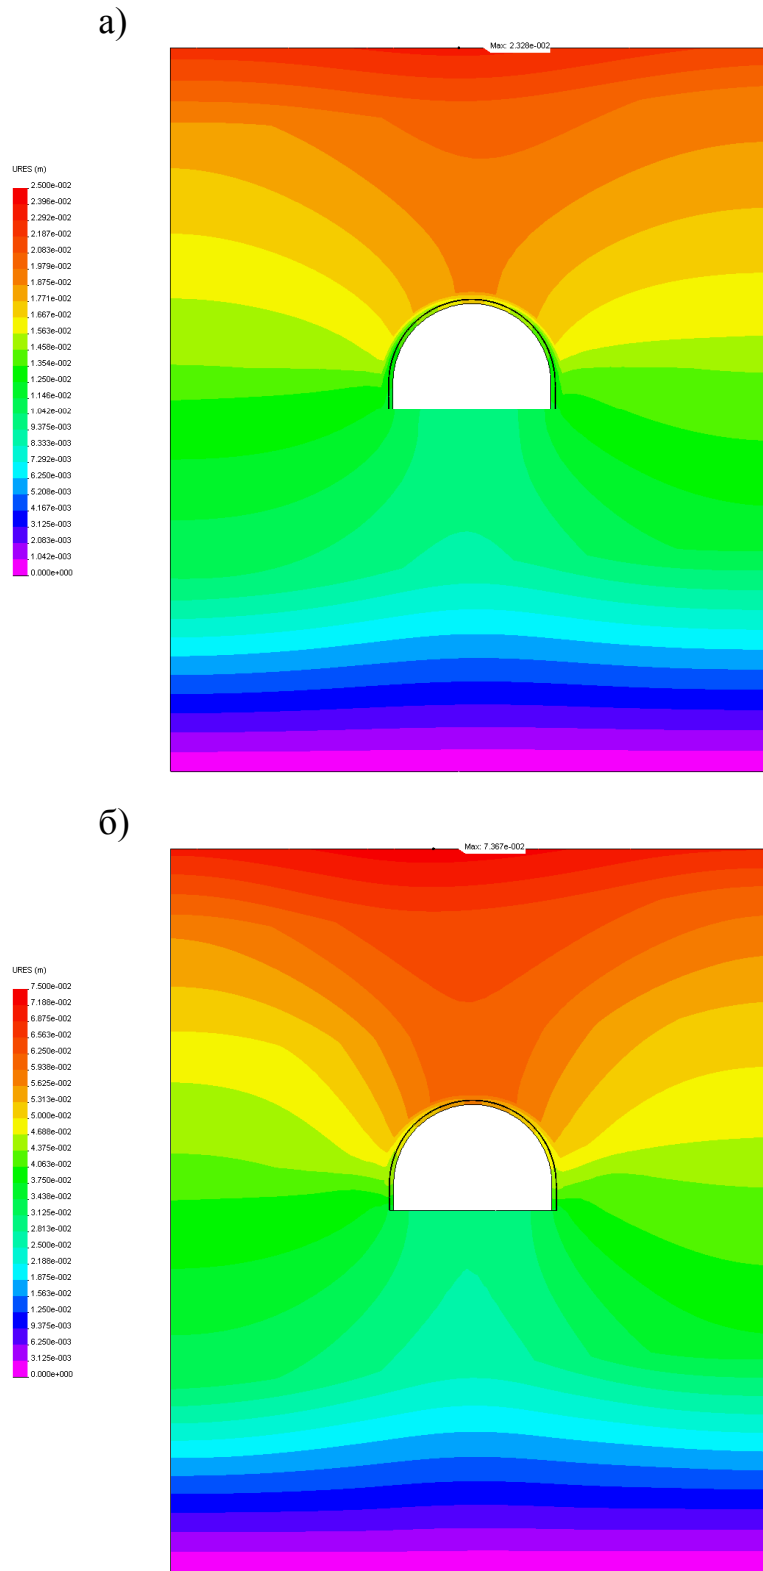 а)
Max: 2.328e-002
URES (m)
2.500e-002
2.396e-002
2.292e-002
2.187e-002
2.083e-002
1.979e-002
1.875e-002
1.771e-002
1.667e-002
1.563e-002
1.458e-002
1.354e-002
1.250e-002
1.042e-002
9.375e-003
8.333e-003
7.292e-003
6.250e-003
5.208e-003
4.167e-003
3.125e-003
2.083e-003
1.042e-003
0.000e+000
б)
Max: 7.367e-002
URES (m)
7.500e-002
7.188e-002
6.875e-002
6.563e-002
6.250e-002
5.938e-002
5.625e-002
5.313e-002
5.000e-002
4.688e-002
4.375e-002
4.063e-002
3.750e-002
3.438e-002
3.125e-002
2.813e-002
2.500e-002
2.188e-002
1.875e-002
1.563e-002
1.250e-002
9.375e-003
6.250e-003
3.125e-003
0.000e+000